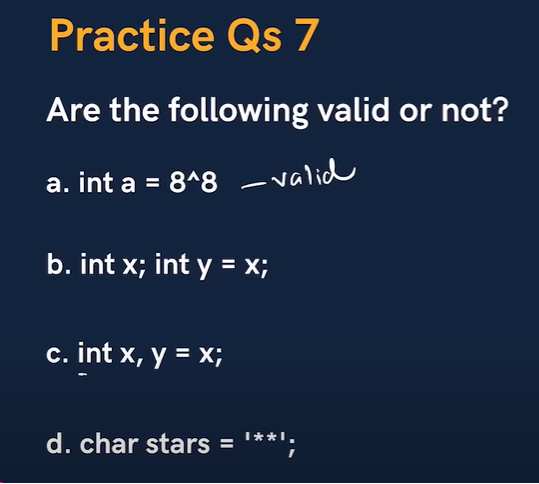 Practice Qs 7
Are the following valid or not?
a. int a = 8^8 – valid
b. int x; int y = x;
c. int x, y = x;
d. char stars = '**';